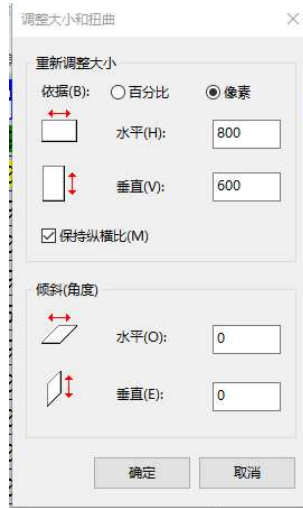 调整大小和扭曲
重新调整大小
依据(B): 百分比 像素
水平(H): 800
垂直(V): 600
保持纵横比(M)
倾斜(角度)
水平(O): 0
垂直(E): 0
确定 取消